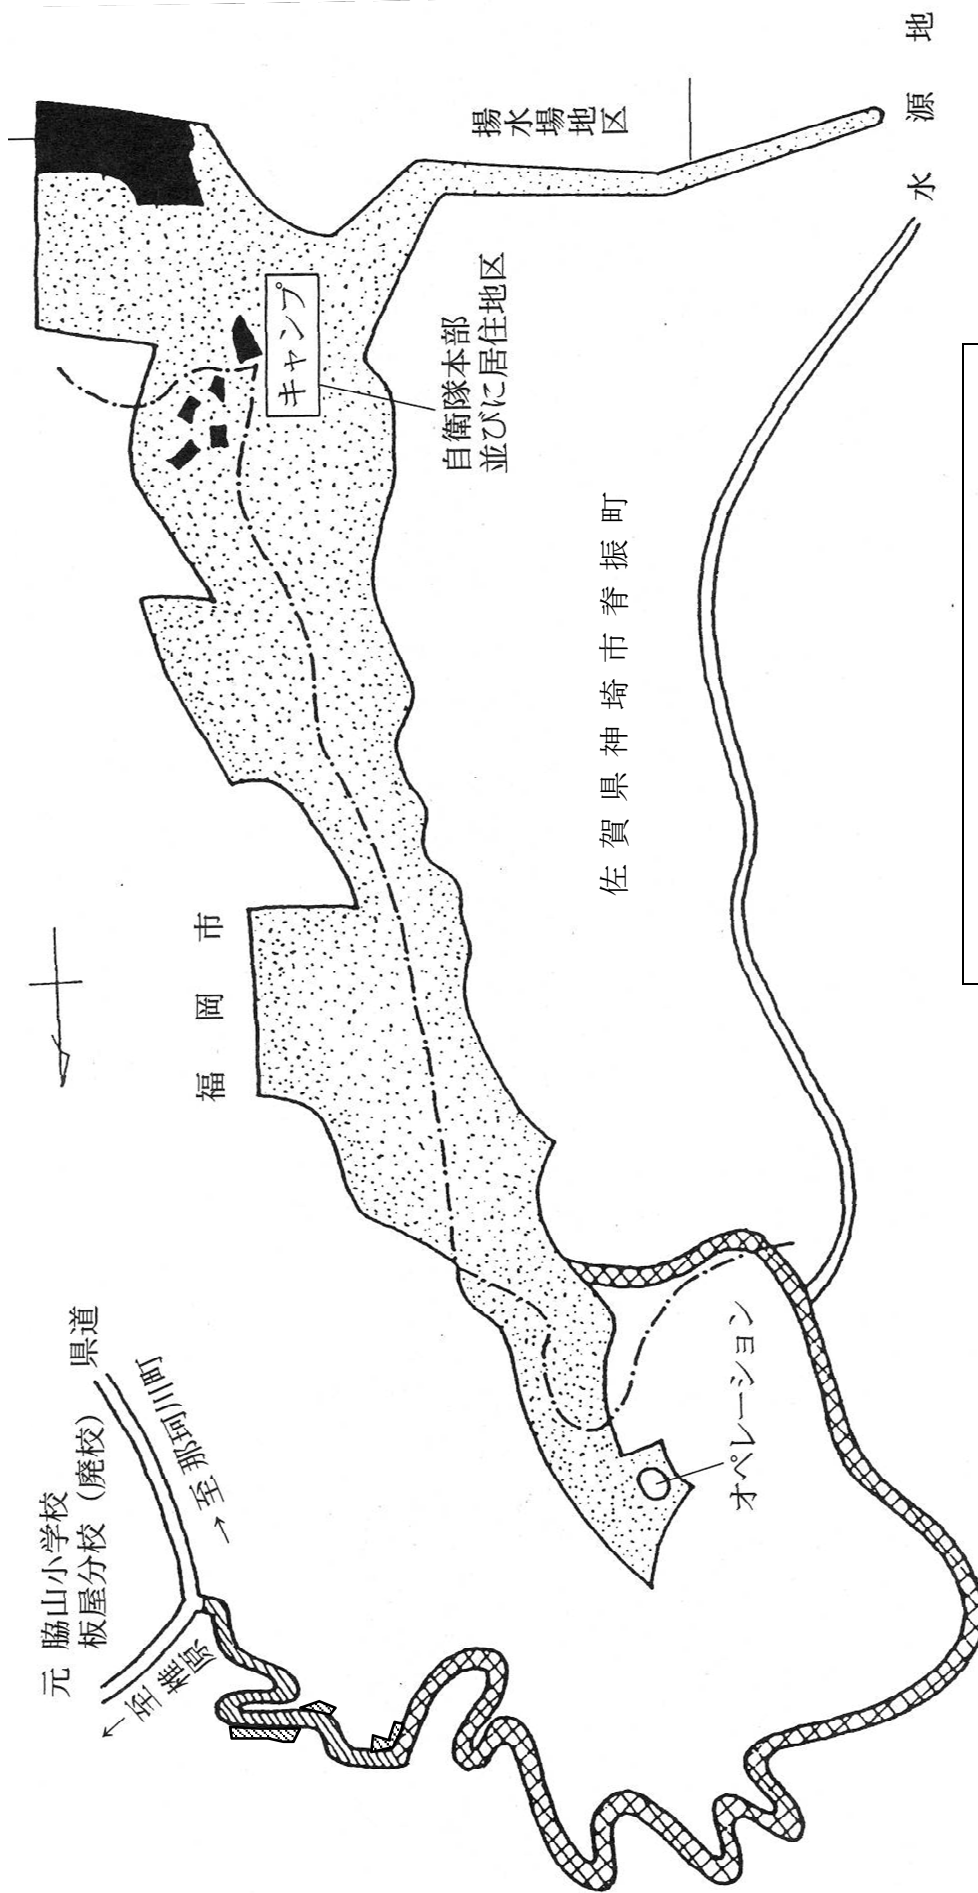 元 脇山小学校
板屋分校（廃校）
県道
→至那珂川町
←至椎原
福岡市
キャンプ
自衛隊本部
並びに居住地区
揚水場地区
佐賀県神埼市脊振町
オペレーション
水源地